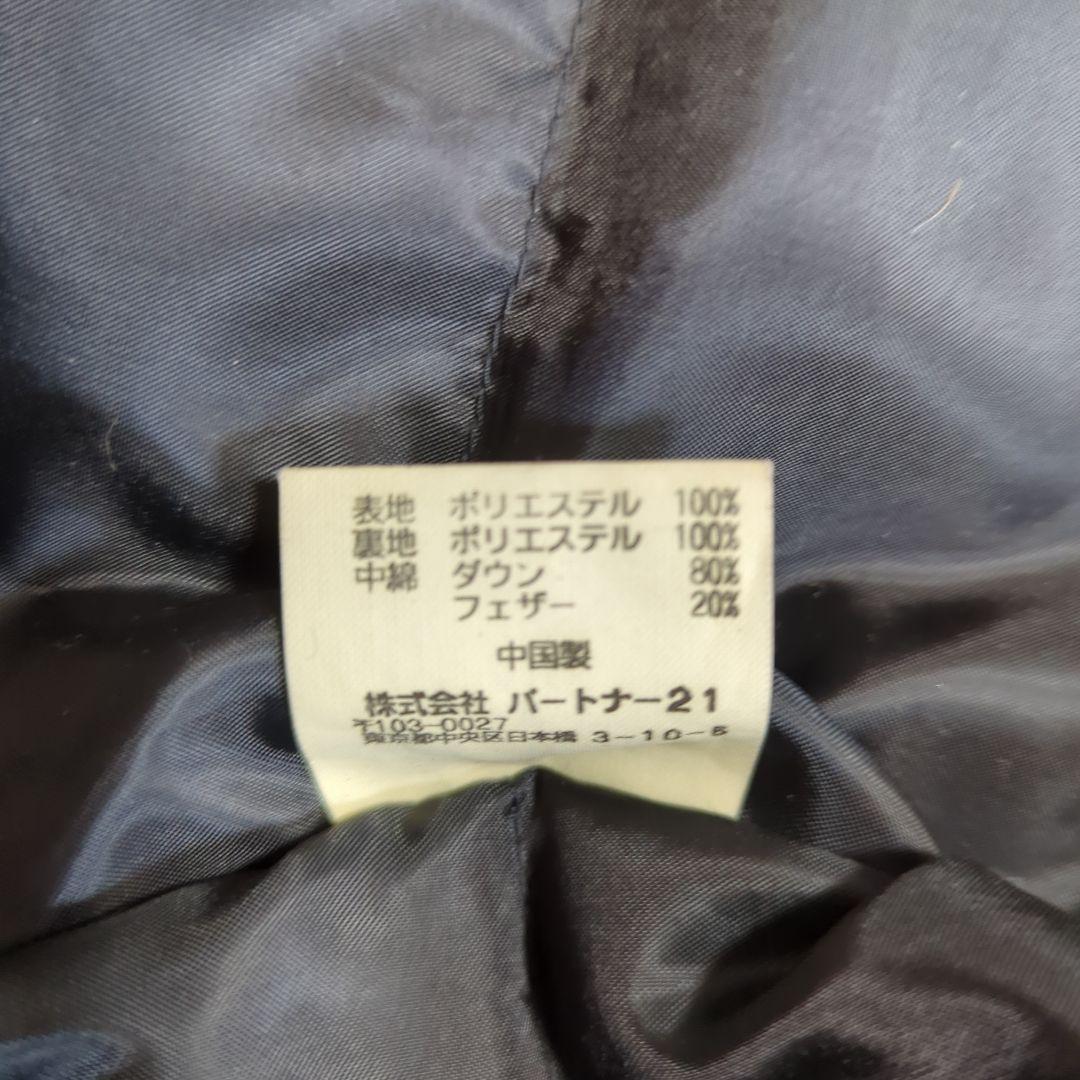 表地 ポリエステル 100%
裏地 ポリエステル 100%
中綿 ダウン 80%
フェザー 20%
中国製
株式会社 パートナー21
〒103-0027
東京都中央区日本橋 3-10-5